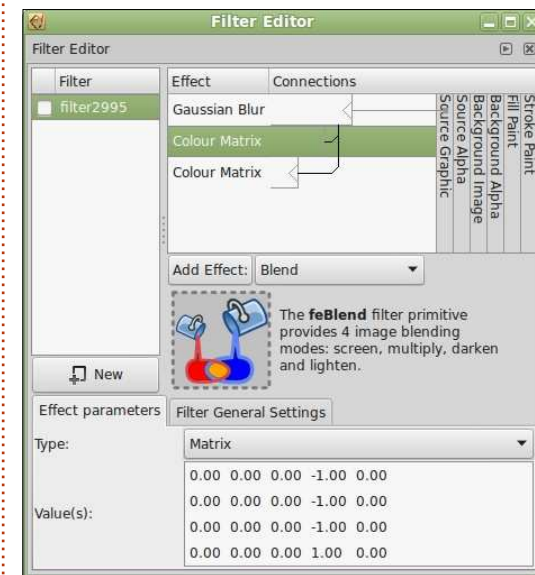 Filter Editor
Filter Editor
Filter
Effect
Connections
filter2995
Gaussian Blur
Colour Matrix
Colour Matrix
Source Graphic
Source Alpha
Background Image
Background Alpha
Fill Paint
Stroke Paint
Add Effect:
Blend
The feBlend filter primitive
provides 4 image blending
modes: screen, multiply, darken
and lighten.
New
Effect parameters
Filter General Settings
Type:
Matrix
Value(s):
0.00 0.00 0.00 -1.00 0.00
0.00 0.00 0.00 -1.00 0.00
0.00 0.00 0.00 -1.00 0.00
0.00 0.00 0.00 1.00 0.00